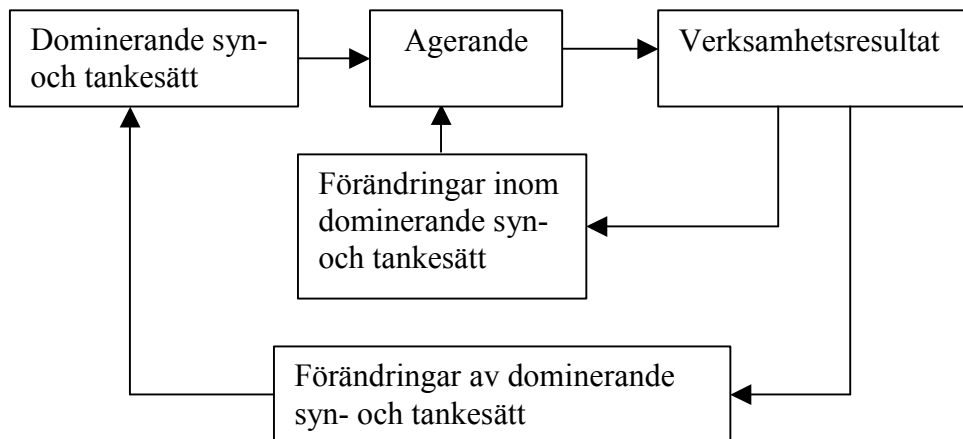 Dominerande syn-
och tankesätt
Agerande
Verksamhetsresultat
Förändringar inom
dominerande syn-
och tankesätt
Förändringar av dominerande
syn- och tankesätt